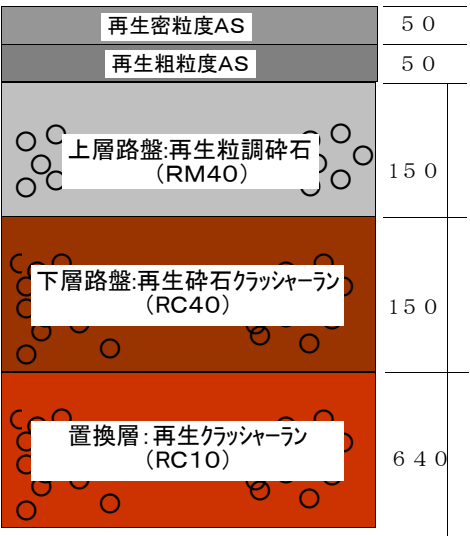 再生密粒度AS
５０
再生粗粒度AS
５０
上層路盤:再生粒調砕石
（RM40）
１５０
下層路盤:再生砕石クラッシャーラン
（RC40）
１５０
置換層：再生クラッシャーラン
（RC10）
６４０